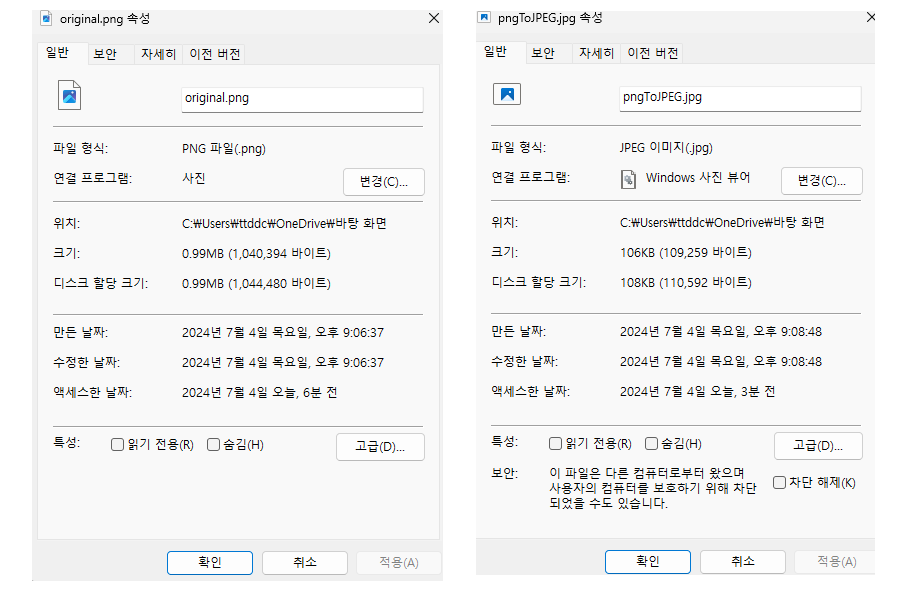 original.png 속성
일반 보안 자세히 이전 버전
original.png
파일 형식: PNG 파일(.png)
연결 프로그램: 사진 변경(C)...
위치: C:₩Users₩ttddc₩OneDrive₩바탕 화면
크기: 0.99MB (1,040,394 바이트)
디스크 할당 크기: 0.99MB (1,044,480 바이트)
만든 날짜: 2024년 7월 4일 목요일, 오후 9:06:37
수정한 날짜: 2024년 7월 4일 목요일, 오후 9:06:37
액세스한 날짜: 2024년 7월 4일 오늘, 6분 전
특성: 읽기 전용(R) 숨김(H) 고급(D)...
확인 취소 적용(A)
pngToJPEG.jpg 속성
일반 보안 자세히 이전 버전
pngToJPEG.jpg
파일 형식: JPEG 이미지(.jpg)
연결 프로그램: Windows 사진 뷰어 변경(C)...
위치: C:₩Users₩ttddc₩OneDrive₩바탕 화면
크기: 106KB (109,259 바이트)
디스크 할당 크기: 108KB (110,592 바이트)
만든 날짜: 2024년 7월 4일 목요일, 오후 9:08:48
수정한 날짜: 2024년 7월 4일 목요일, 오후 9:08:48
액세스한 날짜: 2024년 7월 4일 오늘, 3분 전
특성: 읽기 전용(R) 숨김(H) 고급(D)...
보안: 이 파일은 다른 컴퓨터로부터 왔으며
사용자의 컴퓨터를 보호하기 위해 차단 차단 해제(K)
되었을 수도 있습니다.
확인 취소 적용(A)